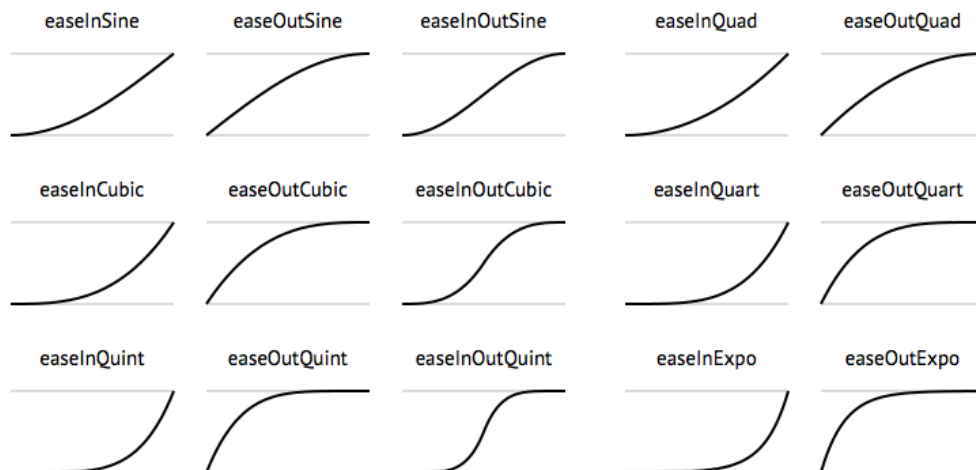 easeInSine easeOutSine easeInOutSine easeInQuad easeOutQuad
easeInCubic easeOutCubic easeInOutCubic easeInQuart easeOutQuart
easeInQuint easeOutQuint easeInOutQuint easeInExpo easeOutExpo